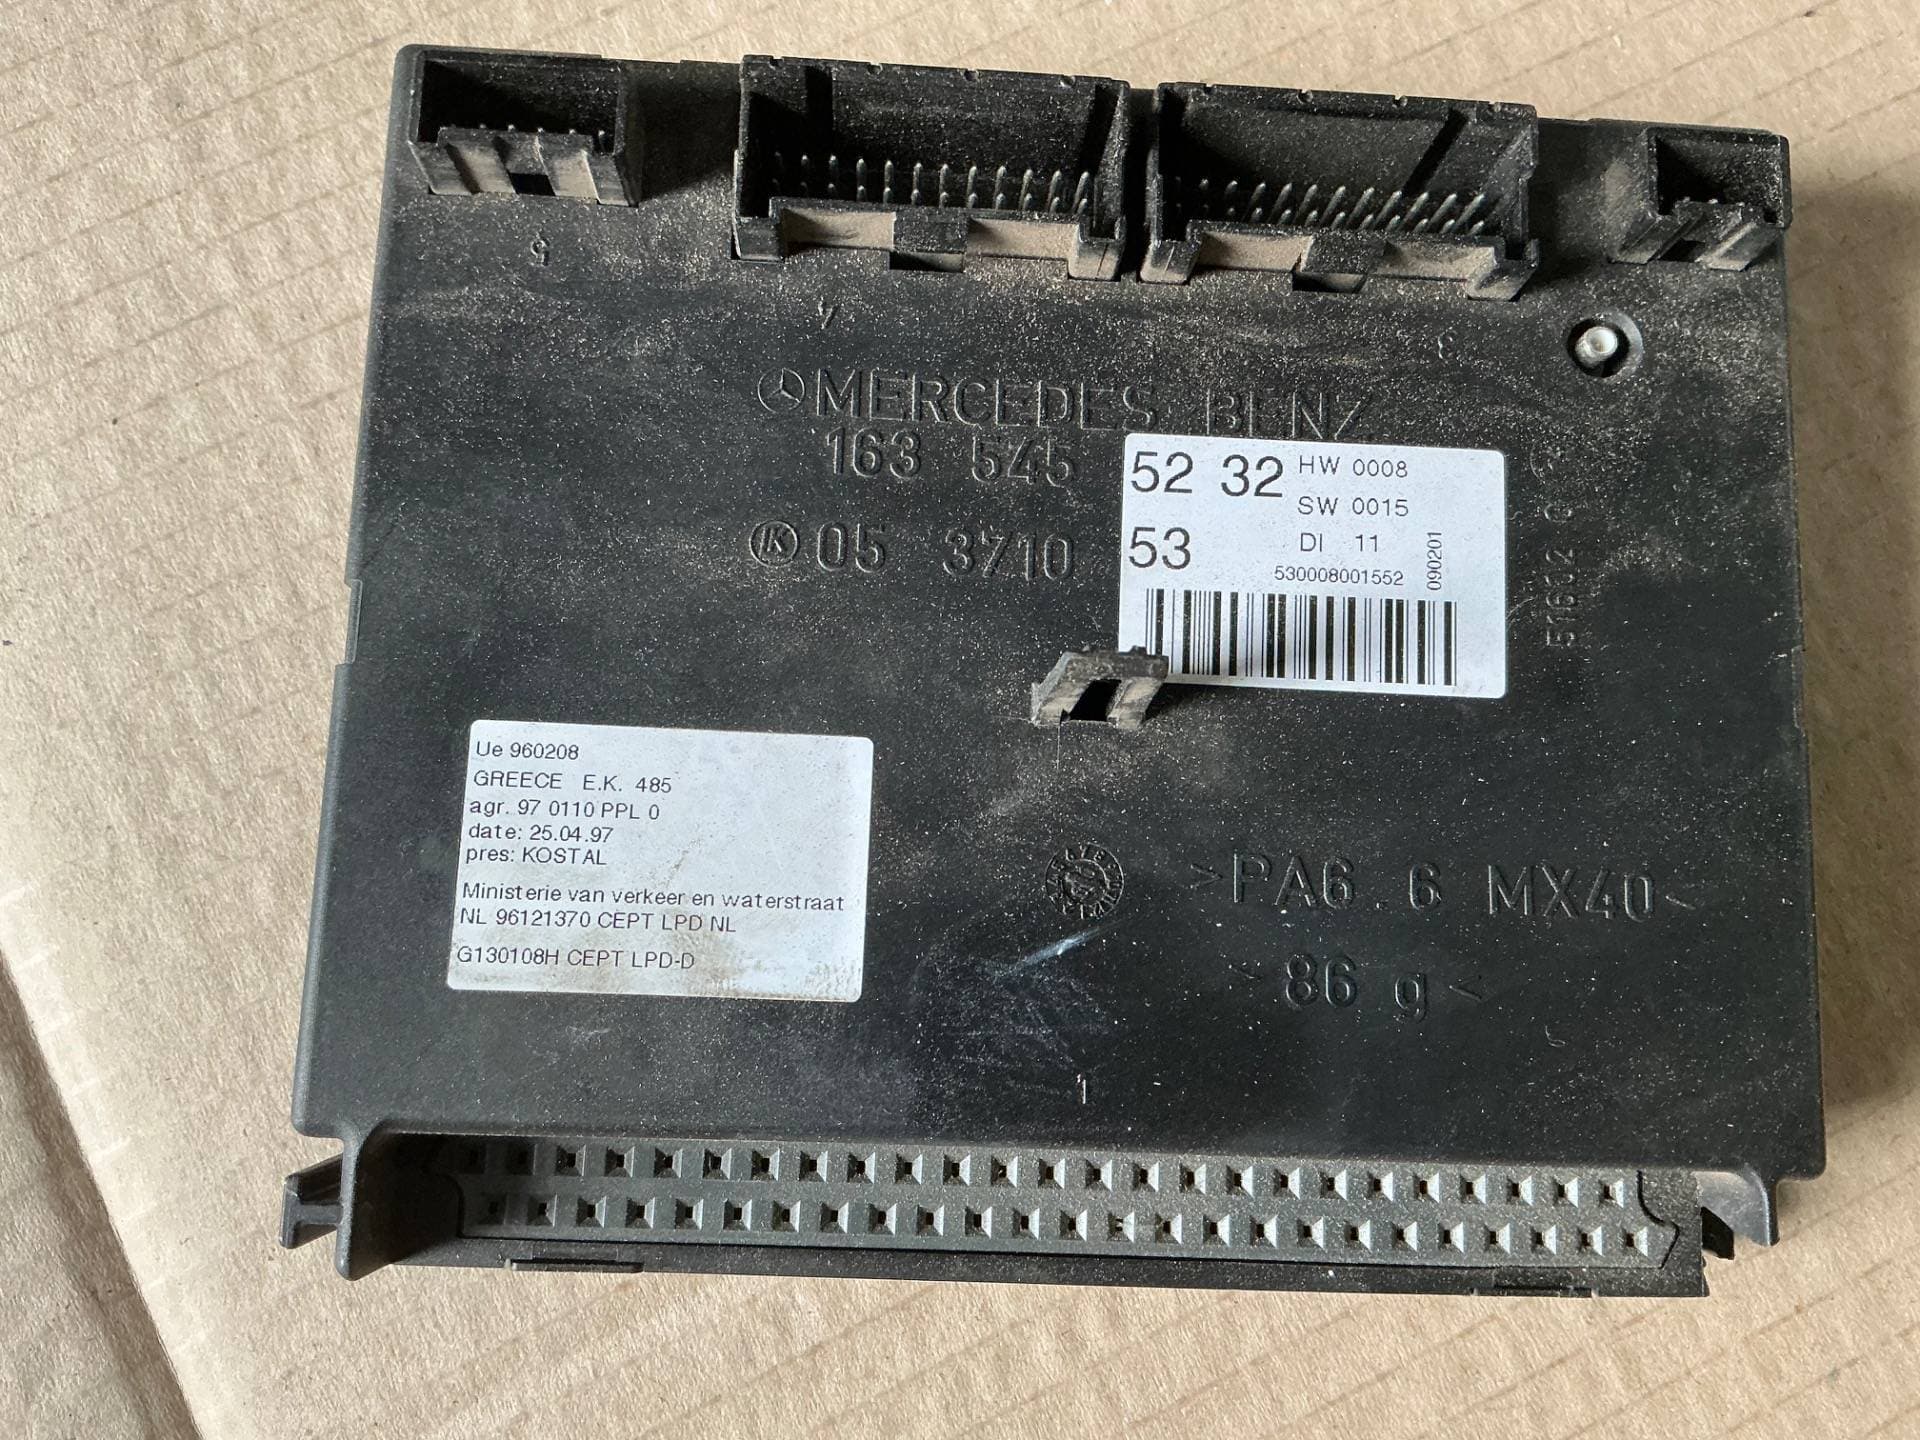 5
4
3
MERCEDES BENZ
163 545 52 32
HW 0008
SW 0015
05 3710 53
DI 11
530008001552
090201
Ue 960208
GREECE E.K. 485
agr. 97 0110 PPL 0
date: 25.04.97
pres: KOSTAL
Ministerie van verkeer en waterstraat
NL 96121370 CEPT LPD NL
G130108H CEPT LPD-D
>PA6.6 MX40<
>86 g<
1